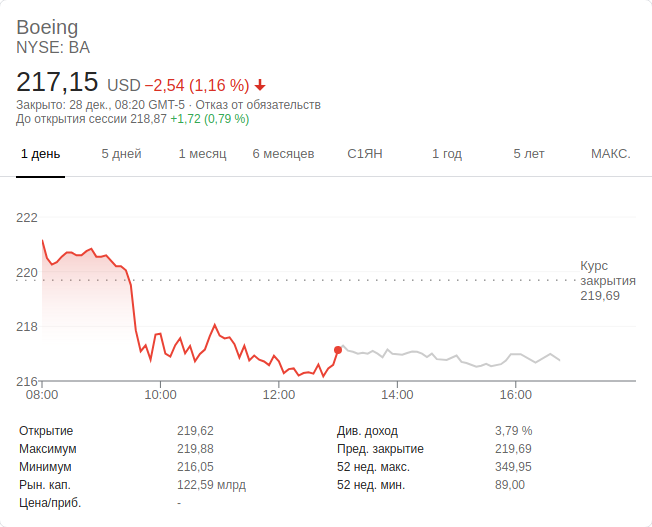 Boeing
NYSE: BA
217,15 USD −2,54 (1,16 %)
Закрыто: 28 дек., 08:20 GMT-5 · Отказ от обязательств
До открытия сессии 218,87 +1,72 (0,79 %)
1 день 5 дней 1 месяц 6 месяцев С1ЯН 1 год 5 лет МАКС.
222
220
218
216
Курс
закрытия
219,69
08:00 10:00 12:00 14:00 16:00
Открытие 219,62 Див. доход 3,79 %
Максимум 219,88 Пред. закрытие 219,69
Минимум 216,05 52 нед. макс. 349,95
Рын. кап. 122,59 млрд 52 нед. мин. 89,00
Цена/приб. -